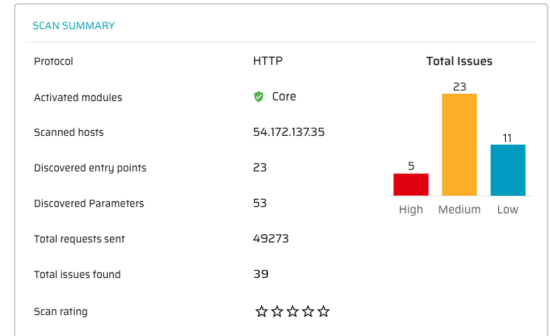 SCAN SUMMARY
Protocol HTTP
Activated modules Core
Scanned hosts 54.172.137.35
Discovered entry points 23
Discovered Parameters 53
Total requests sent 49273
Total issues found 39
Scan rating
Total Issues
23
11
5
High Medium Low